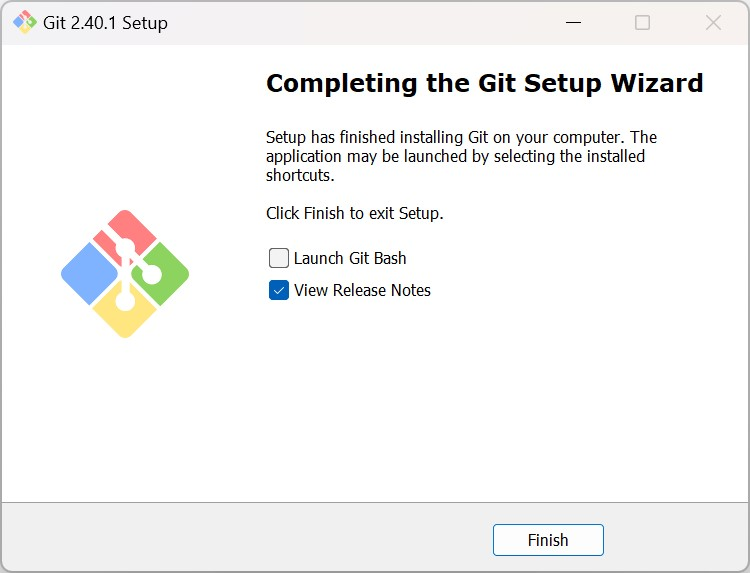 Git 2.40.1 Setup
Completing the Git Setup Wizard
Setup has finished installing Git on your computer. The
application may be launched by selecting the installed
shortcuts.
Click Finish to exit Setup.
Launch Git Bash
View Release Notes
Finish